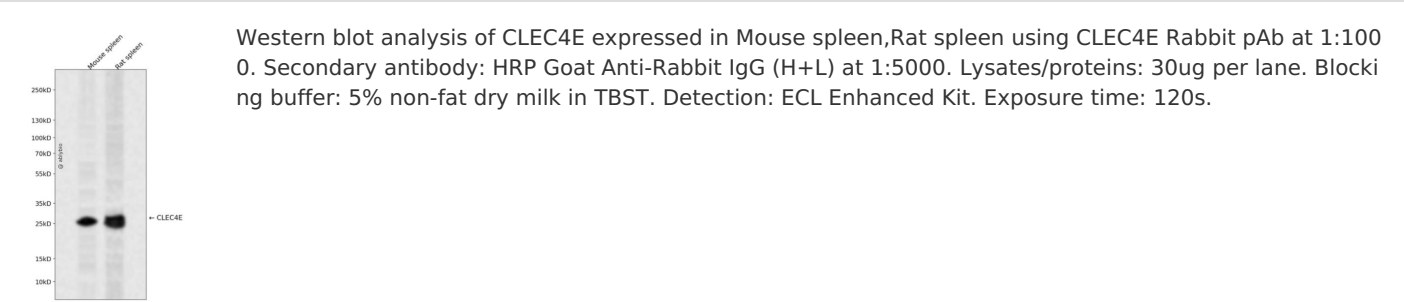 Mouse spleen
Rat spleen
250kD
130kD
100kD
70kD
55kD
35kD
25kD
15kD
10kD
@ ablybio
← CLEC4E
Western blot analysis of CLEC4E expressed in Mouse spleen,Rat spleen using CLEC4E Rabbit pAb at 1:100
0. Secondary antibody: HRP Goat Anti-Rabbit IgG (H+L) at 1:5000. Lysates/proteins: 30ug per lane. Blocki
ng buffer: 5% non-fat dry milk in TBST. Detection: ECL Enhanced Kit. Exposure time: 120s.